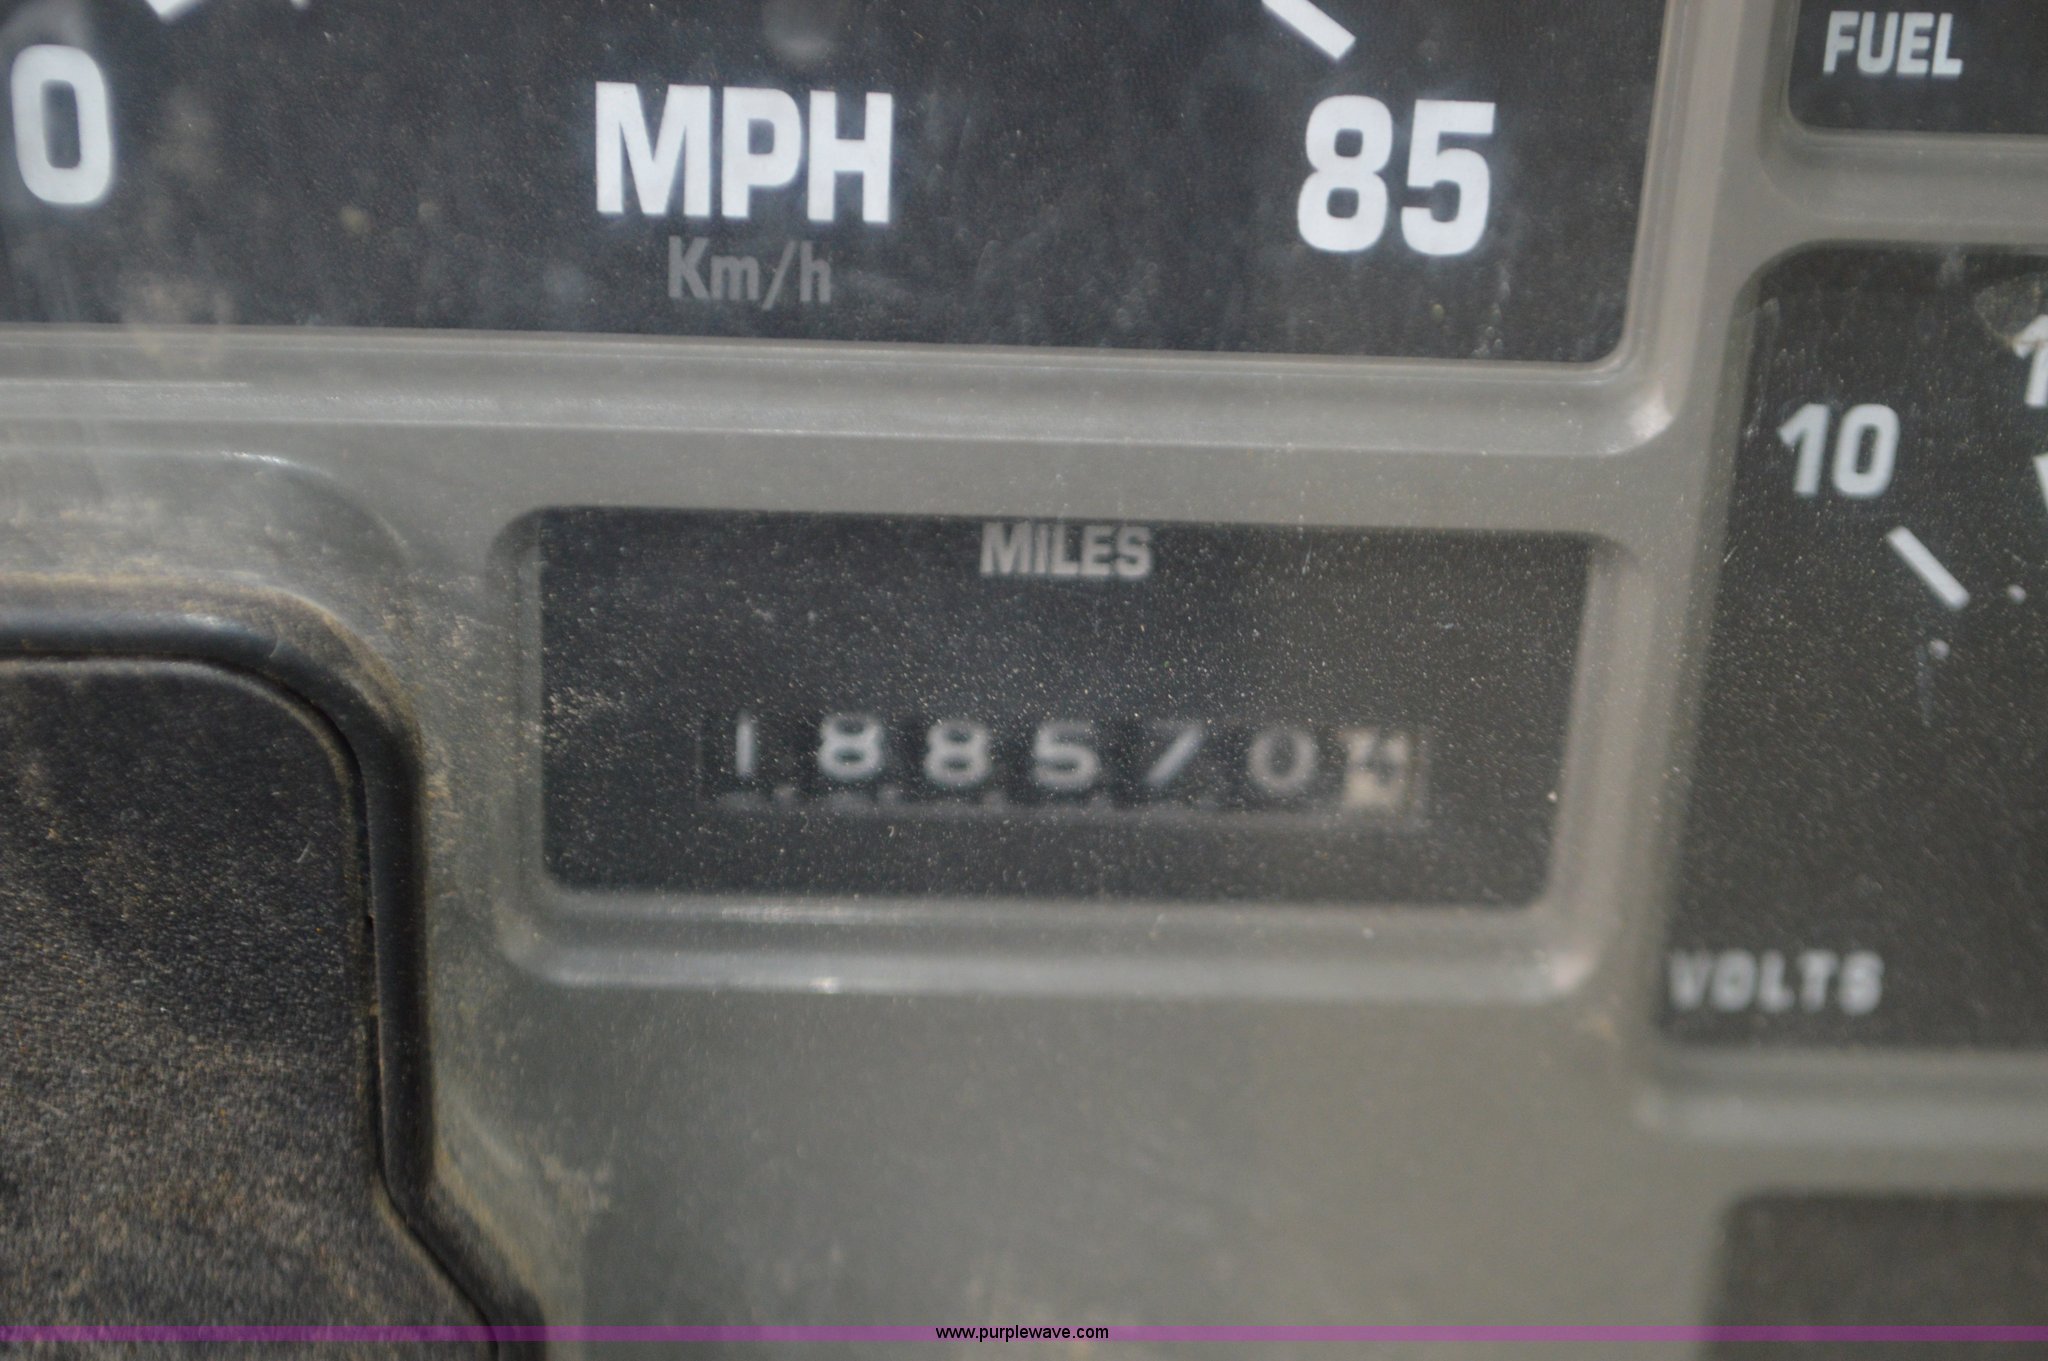 0
MPH
Km/h
85
FUEL
10
MILES
188570
VOLTS
www.purplewave.com